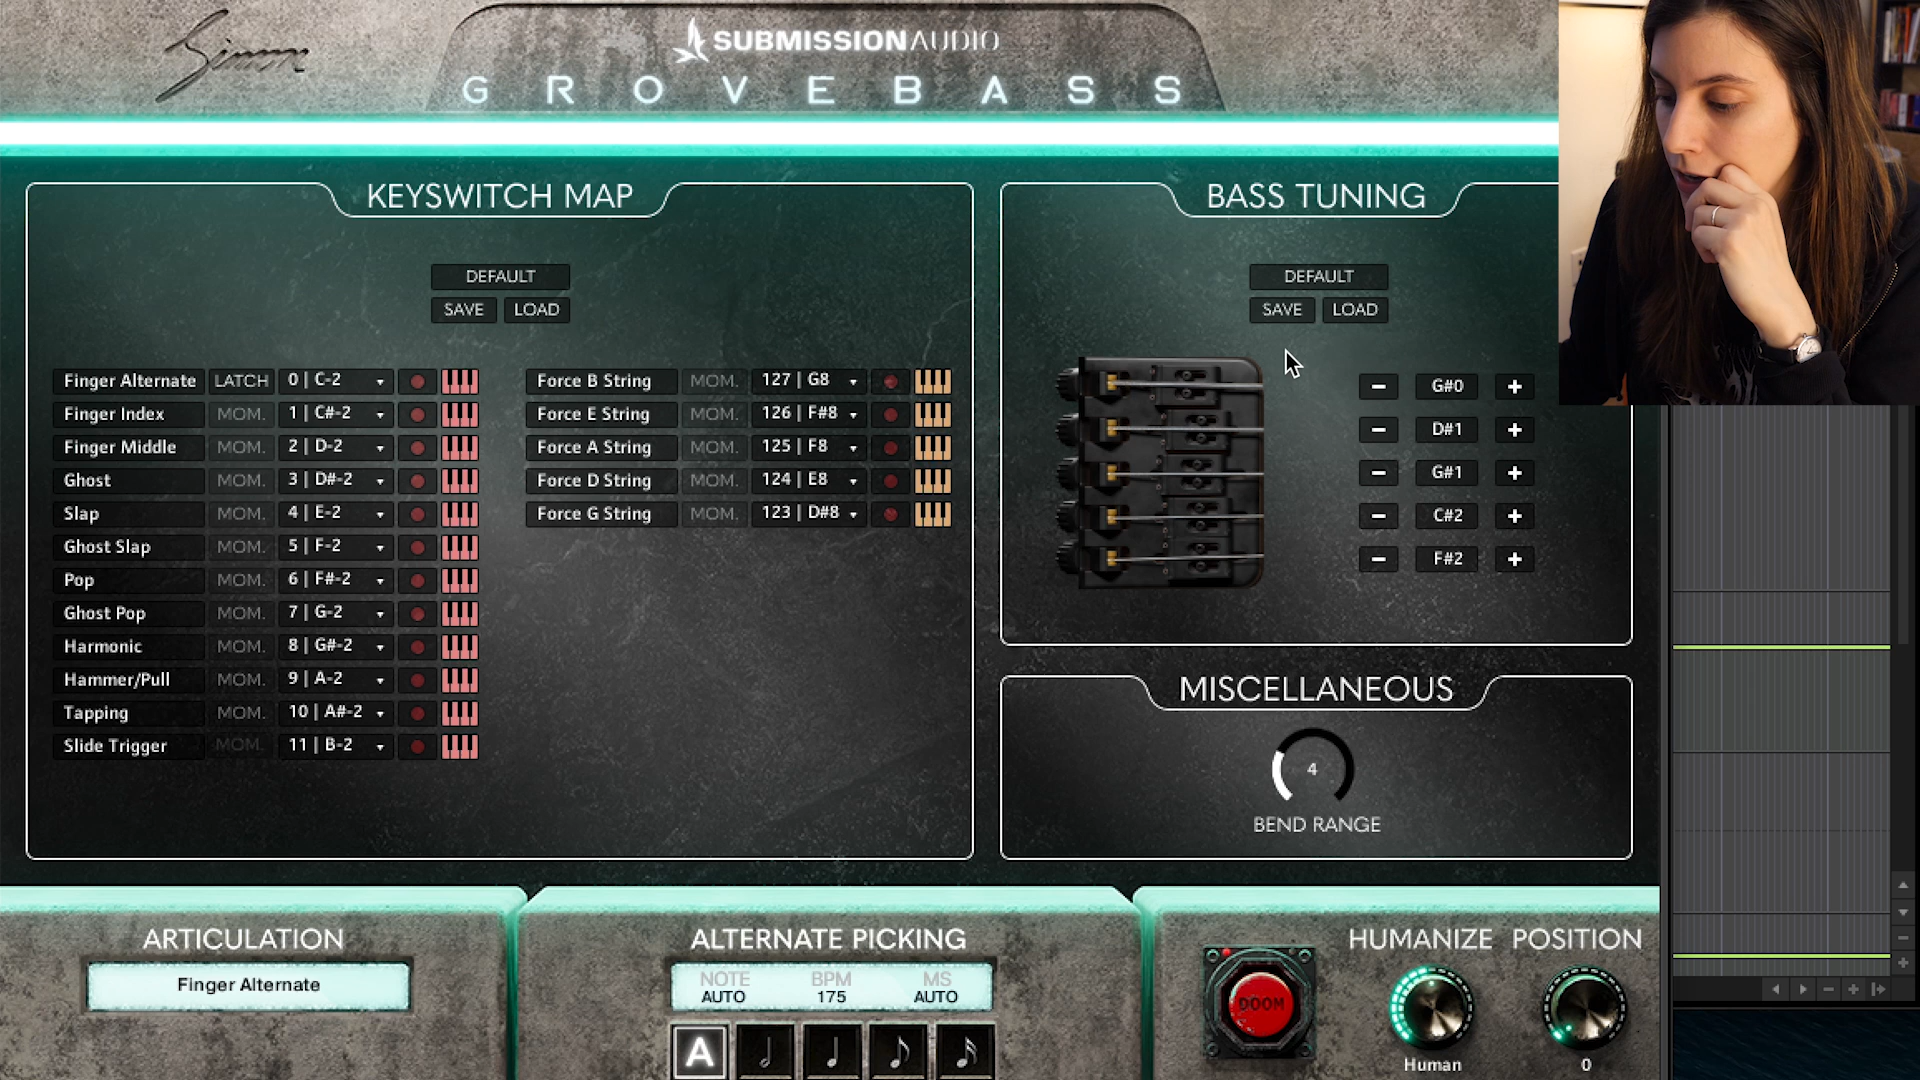 Simon
SUBMISSIONAUDIO
GROVEBASS
KEYSWITCH MAP
DEFAULT
SAVE LOAD
Finger Alternate LATCH 0 | C-2
Finger Index MOM. 1 | C#-2
Finger Middle MOM. 2 | D-2
Ghost MOM. 3 | D#-2
Slap MOM. 4 | E-2
Ghost Slap MOM. 5 | F-2
Pop MOM. 6 | F#-2
Ghost Pop MOM. 7 | G-2
Harmonic MOM. 8 | G#-2
Hammer/Pull MOM. 9 | A-2
Tapping MOM. 10 | A#-2
Slide Trigger MOM. 11 | B-2
Force B String MOM. 127 | G8
Force E String MOM. 126 | F#8
Force A String MOM. 125 | F8
Force D String MOM. 124 | E8
Force G String MOM. 123 | D#8
BASS TUNING
DEFAULT
SAVE LOAD
− G#0 +
− D#1 +
− G#1 +
− C#2 +
− F#2 +
MISCELLANEOUS
4
BEND RANGE
ARTICULATION
Finger Alternate
ALTERNATE PICKING
NOTE BPM MS
AUTO 175 AUTO
A
DOOM
HUMANIZE POSITION
Human 0